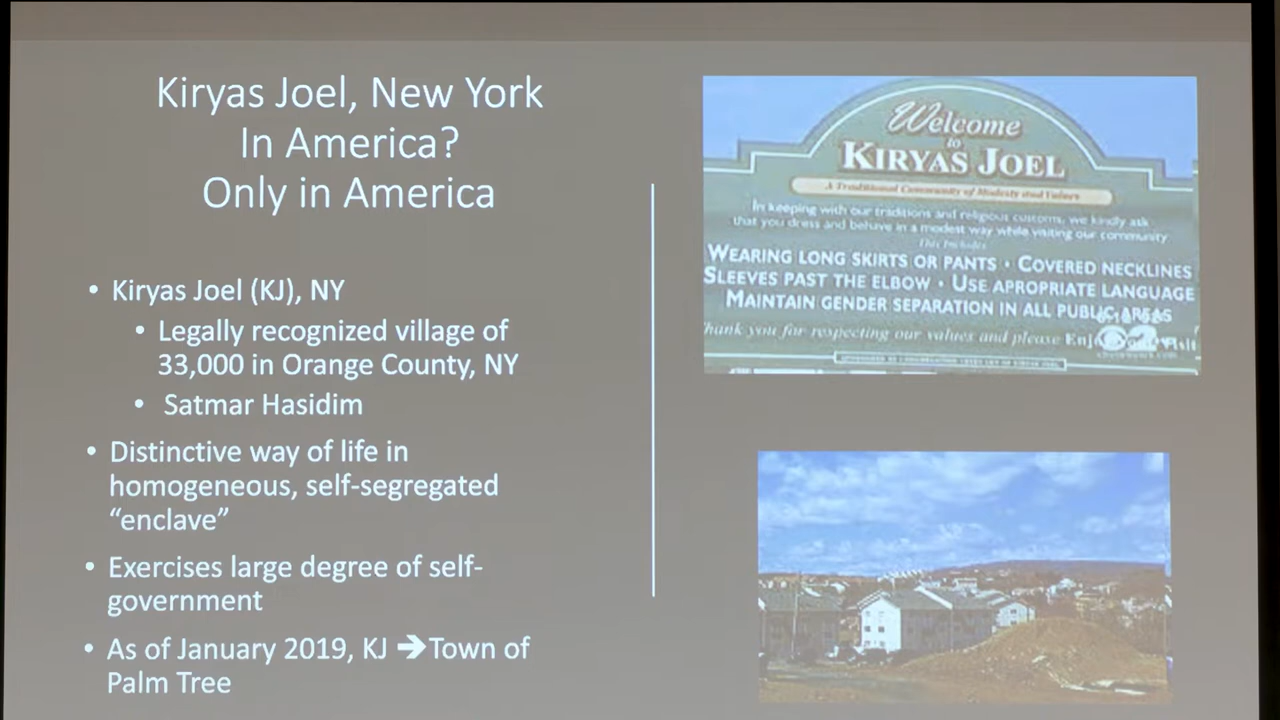 Kiryas Joel, New York
In America?
Only in America
• Kiryas Joel (KJ), NY
• Legally recognized village of
33,000 in Orange County, NY
• Satmar Hasidim
• Distinctive way of life in
homogeneous, self-segregated
“enclave”
• Exercises large degree of self-
government
• As of January 2019, KJ ➔Town of
Palm Tree
Welcome
to
KIRYAS JOEL
A Traditional Community of Modesty and Values
In keeping with our traditions and religious customs, we kindly ask
that you dress and behave in a modest way while visiting our community
This Includes
WEARING LONG SKIRTS OR PANTS • COVERED NECKLINES
SLEEVES PAST THE ELBOW • USE APROPRIATE LANGUAGE
MAINTAIN GENDER SEPARATION IN ALL PUBLIC AREAS
hank you for respecting our values and please
2